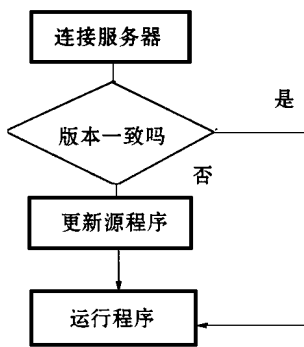 连接服务器
是
版本一致吗
否
更新源程序
运行程序